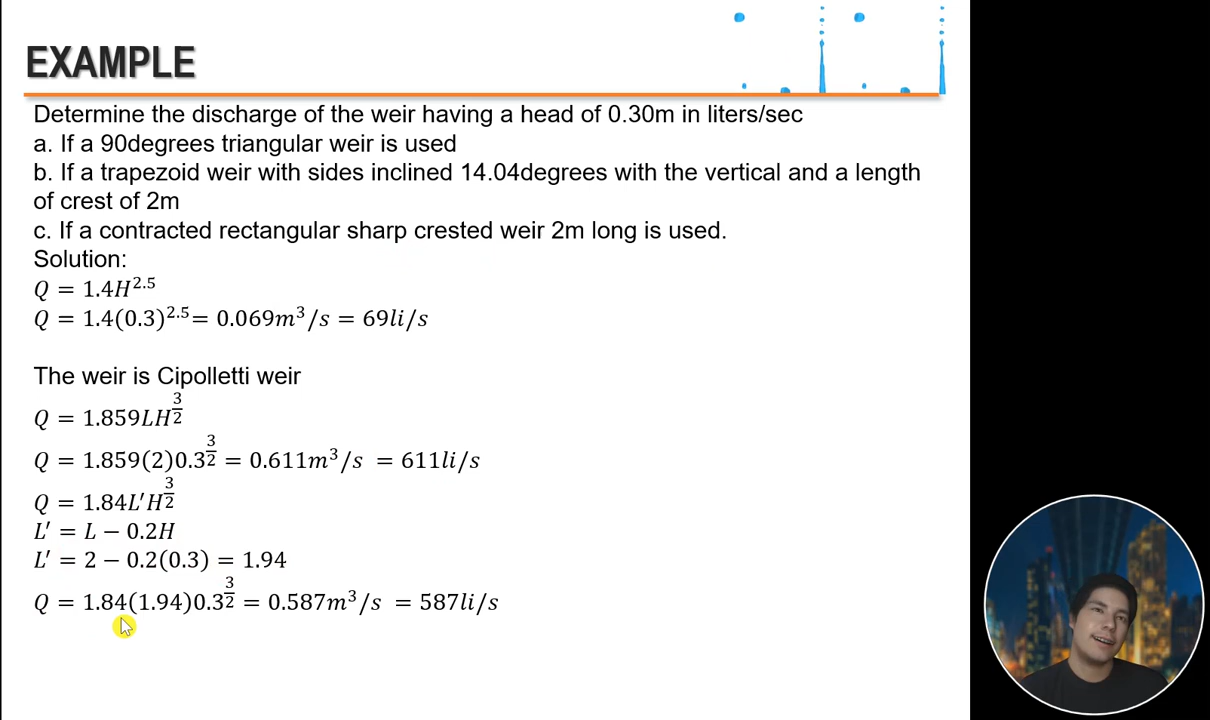 EXAMPLE
Determine the discharge of the weir having a head of 0.30m in liters/sec
a. If a 90degrees triangular weir is used
b. If a trapezoid weir with sides inclined 14.04degrees with the vertical and a length
of crest of 2m
c. If a contracted rectangular sharp crested weir 2m long is used.
Solution:
Q = 1.4H^2.5
Q = 1.4(0.3)^2.5 = 0.069m^3/s = 69li/s
The weir is Cipolletti weir
Q = 1.859LH^(3/2)
Q = 1.859(2)0.3^(3/2) = 0.611m^3/s = 611li/s
Q = 1.84L′H^(3/2)
L′ = L − 0.2H
L′ = 2 − 0.2(0.3) = 1.94
Q = 1.84(1.94)0.3^(3/2) = 0.587m^3/s = 587li/s